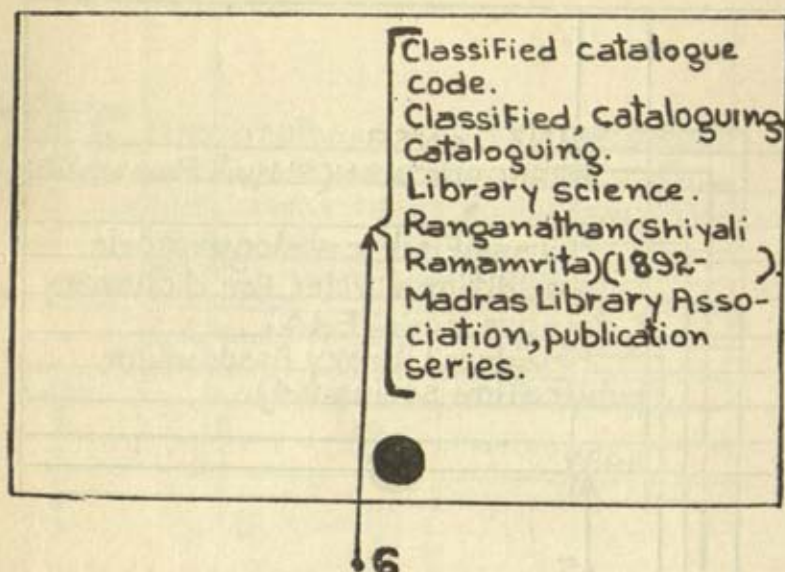 Classified catalogue
code.
Classified, cataloguing
Cataloguing.
Library science.
Ranganathan (Shiyali
Ramamrita) (1892-    ).
Madras Library Asso-
ciation, publication
series.
6